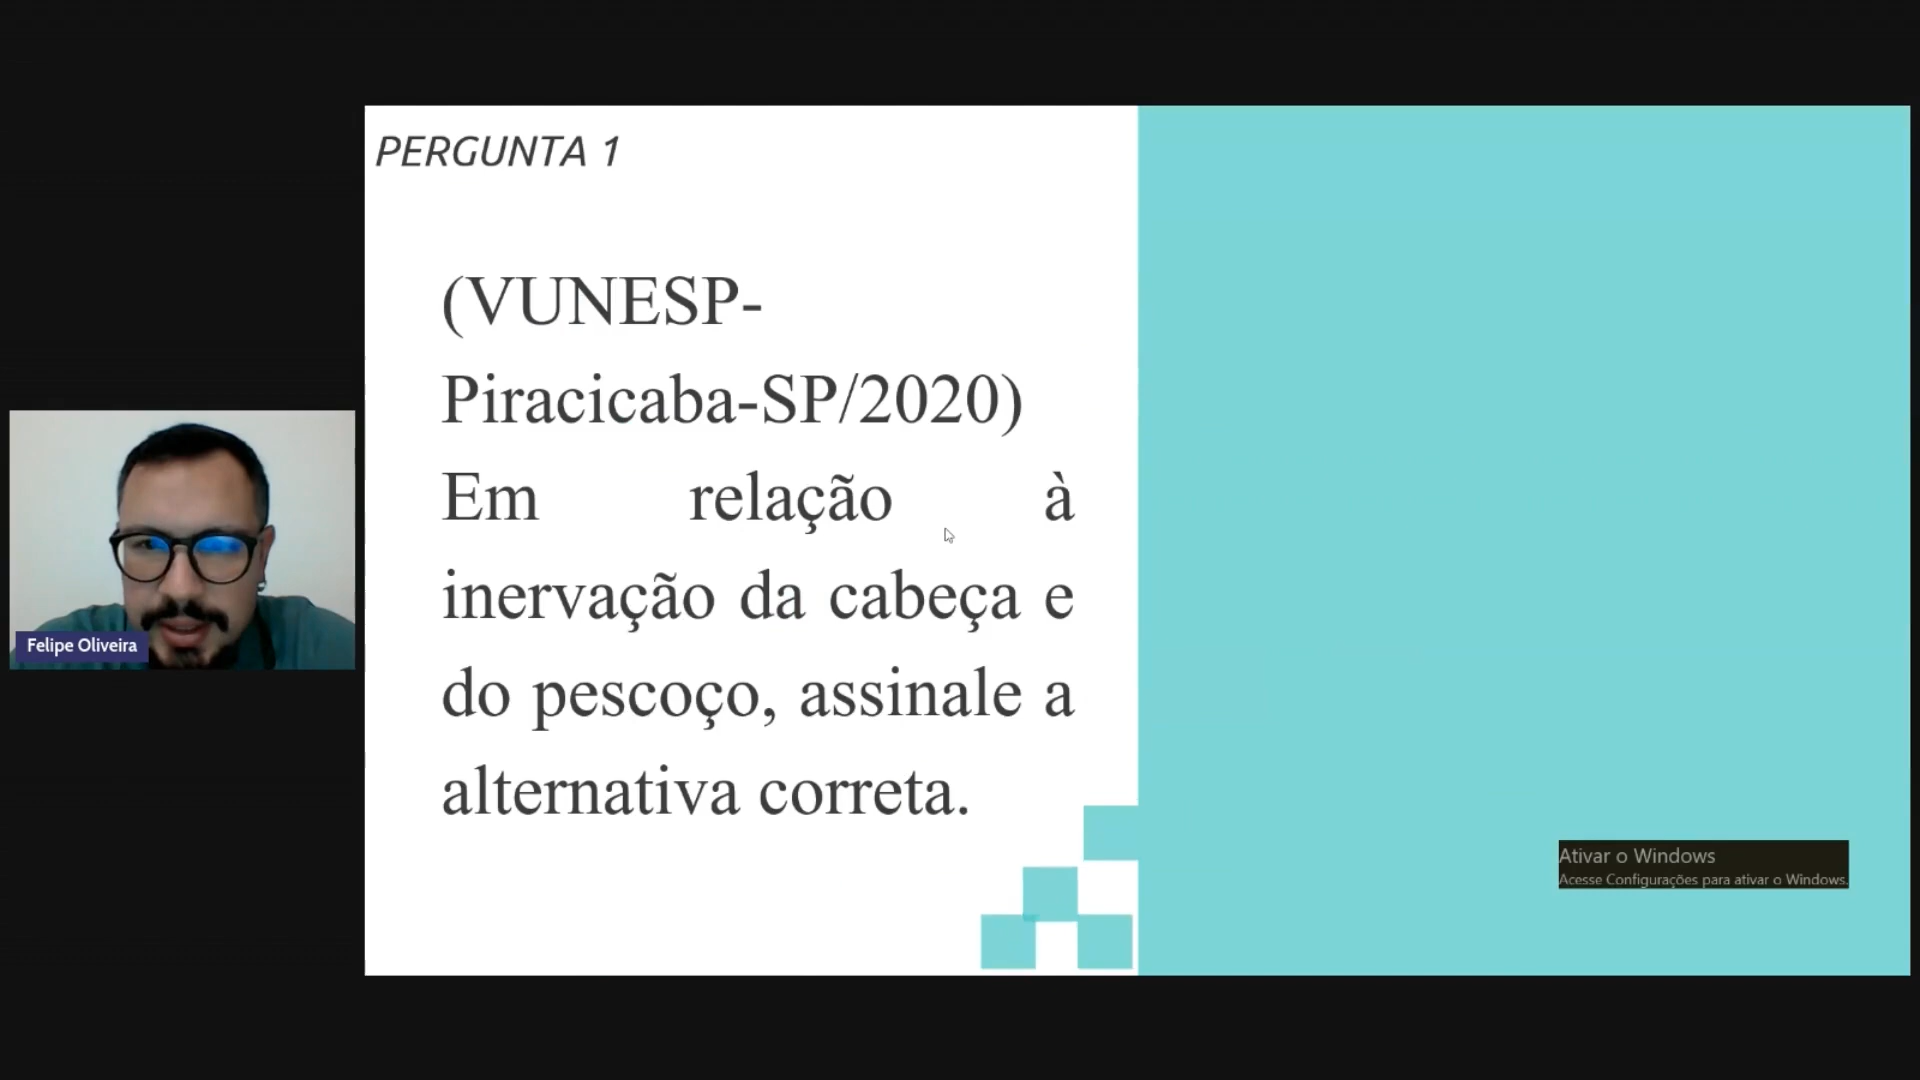 PERGUNTA 1
(VUNESP-
Piracicaba-SP/2020)
Em relação à
inervação da cabeça e
do pescoço, assinale a
alternativa correta.
Felipe Oliveira
Ativar o Windows
Acesse Configurações para ativar o Windows.